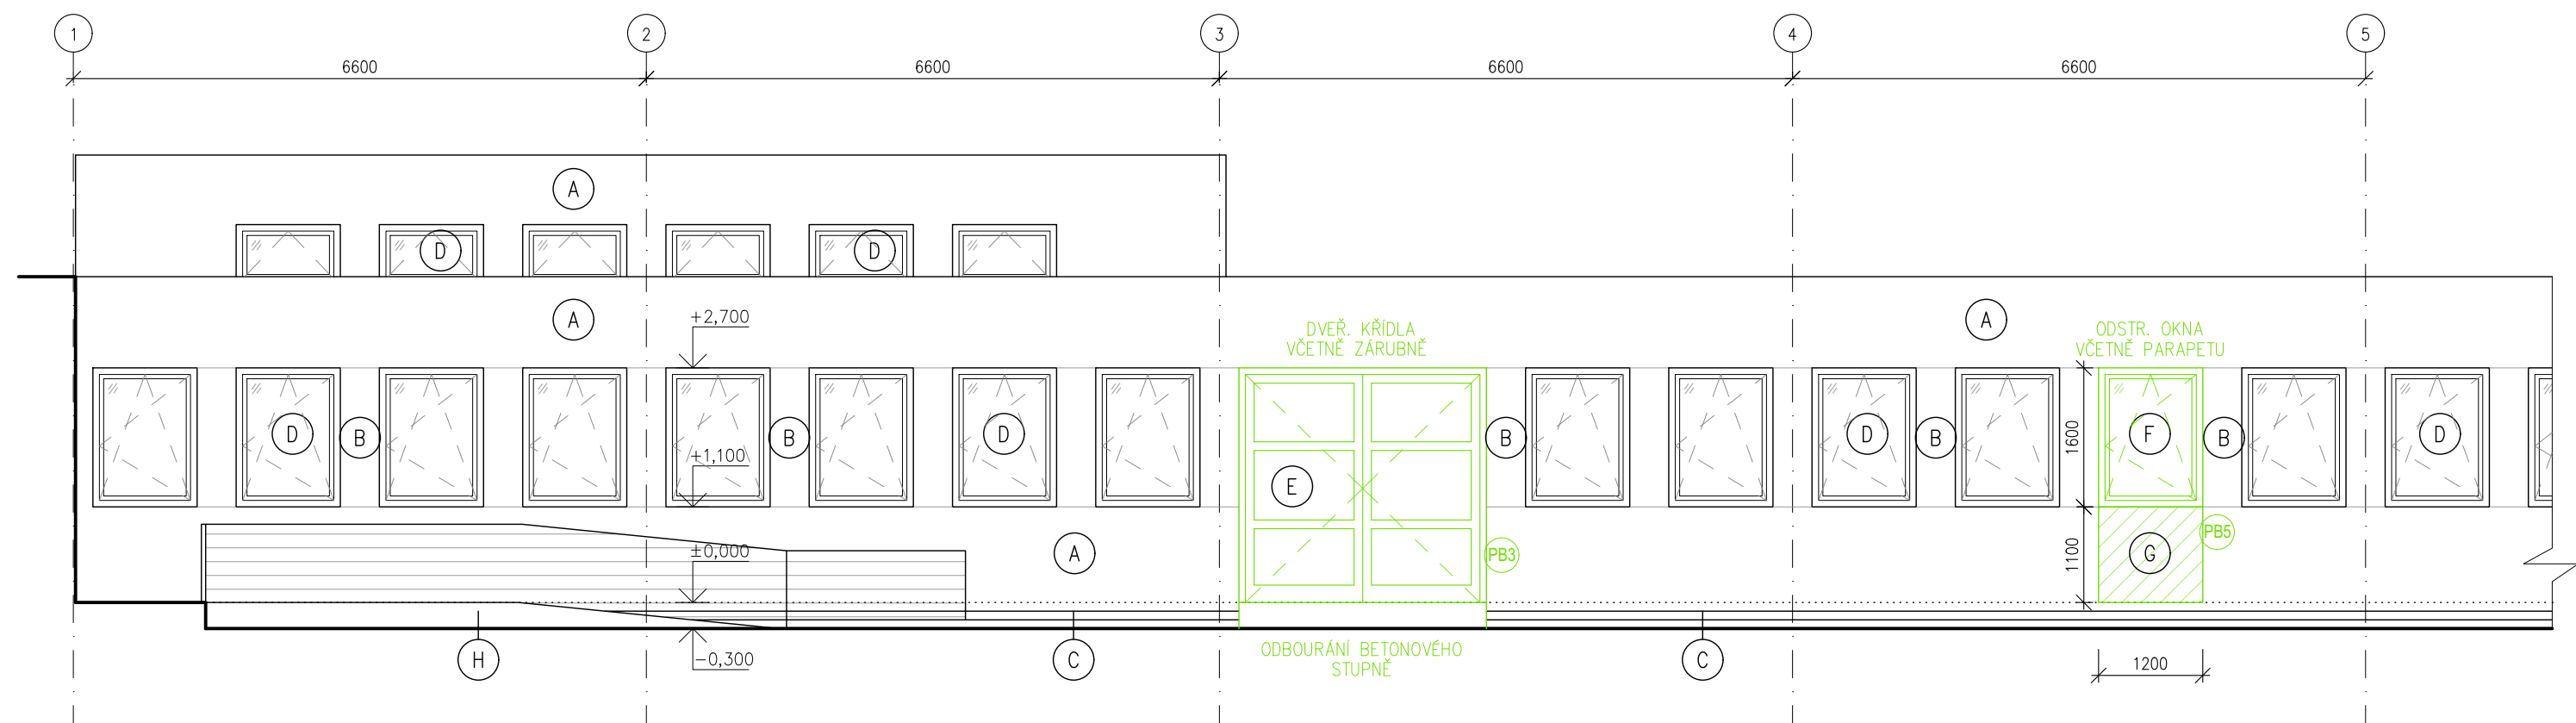 1
2
3
4
5
6600
6600
6600
6600
A
D
D
A
+2,700
DVEŘ. KŘÍDLA
VČETNĚ ZÁRUBNĚ
A
ODSTR. OKNA
VČETNĚ PARAPETU
D
B
B
D
B
D
B
F
B
D
1600
+1,100
E
±0,000
A
PB3
1100
G
PB5
H
-0,300
C
ODBOURÁNÍ BETONOVÉHO
STUPNĚ
C
1200